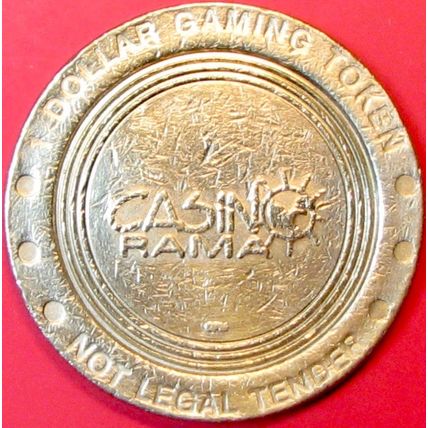 1 DOLLAR GAMING TOKEN
CASINO
RAMA
NOT LEGAL TENDER